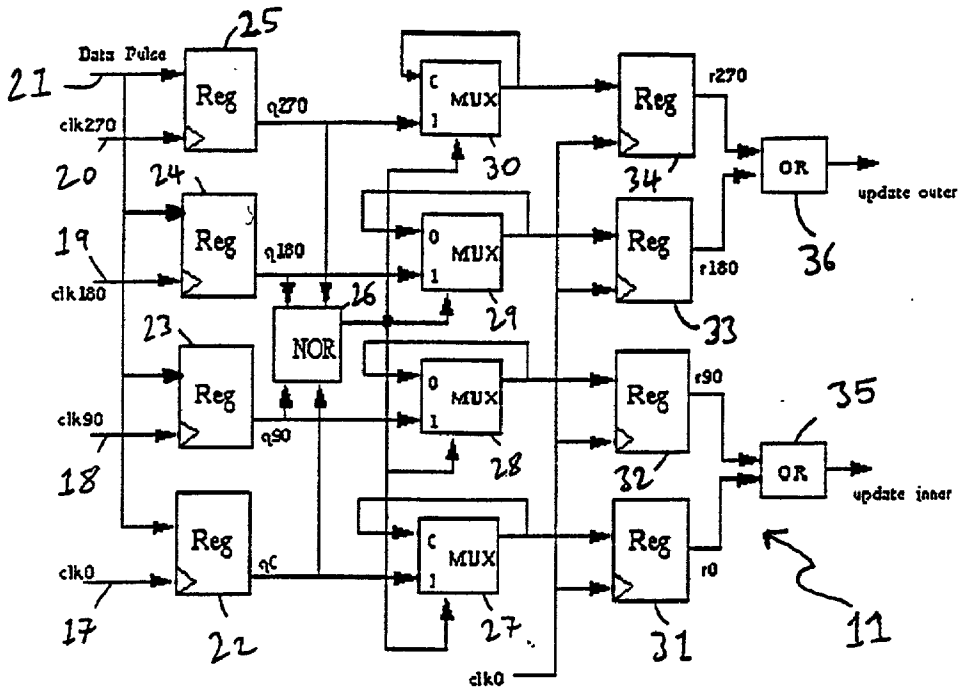 25
Data Pulse
21
Reg
q270
clk270
20
C
MUX
1
30
r270
Reg
34
OR
update outer
36
24
Reg
q180
19
clk180
0
MUX
1
29
Reg
r180
33
26
NOR
23
Reg
clk90
q90
18
0
MUX
1
28
r90
Reg
32
35
OR
update inner
Reg
clk0
qC
17
22
C
MUX
1
27
Reg
r0
31
11
clk0